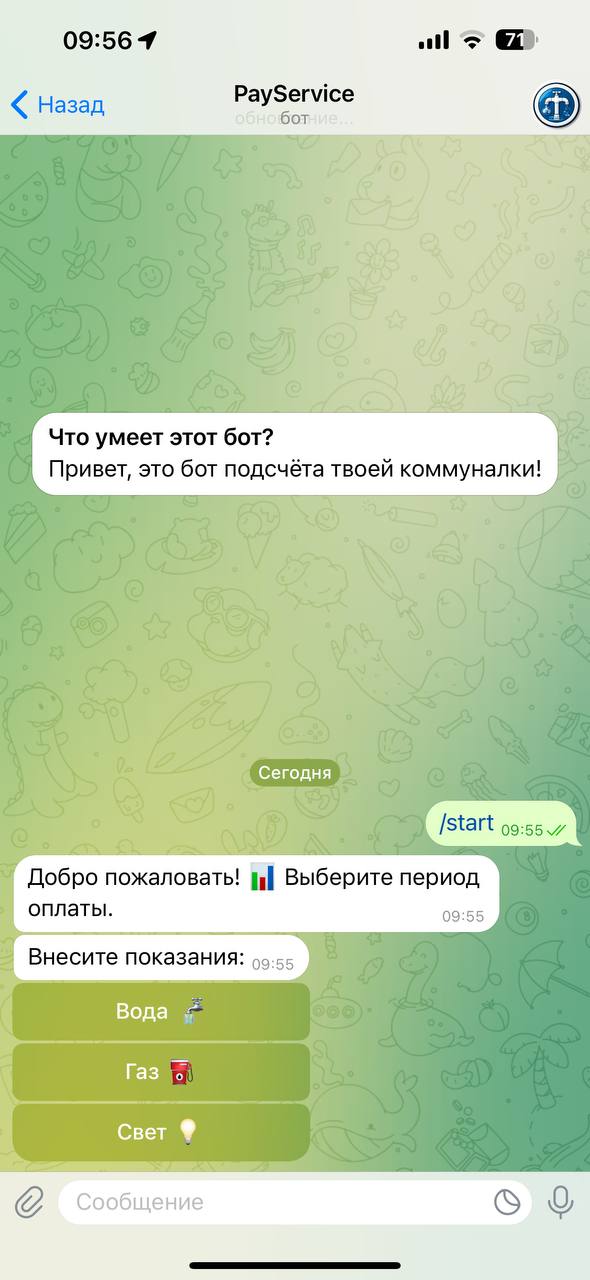 09:56
71
Назад
PayService
обновление...
бот
Что умеет этот бот?
Привет, это бот подсчёта твоей коммуналки!
Сегодня
/start 09:55
Добро пожаловать! 📊 Выберите период
оплаты. 09:55
Внесите показания: 09:55
Вода 🚰
Газ ⛽
Свет 💡
Сообщение